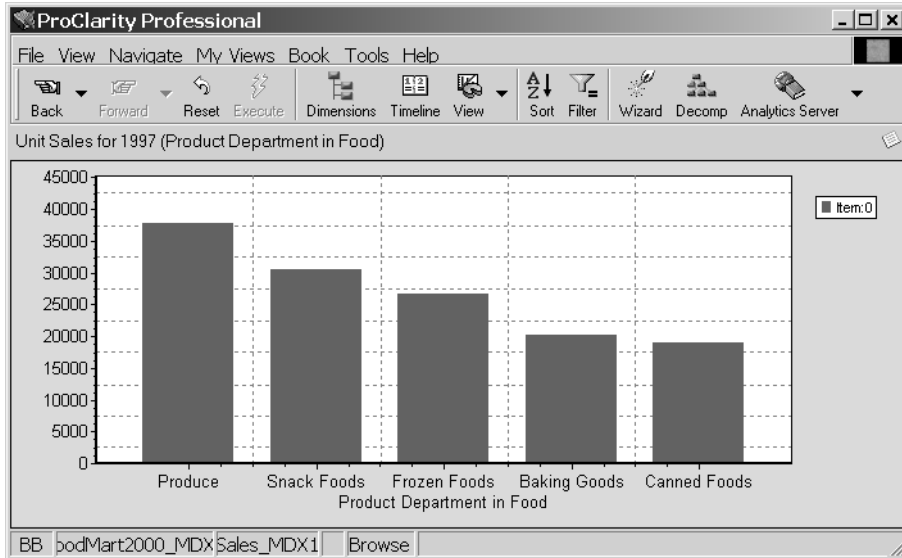 ProClarity Professional
File View Navigate My Views Book Tools Help
Back Forward Reset Execute Dimensions Timeline View Sort Filter Wizard Decomp Analytics Server
Unit Sales for 1997 (Product Department in Food)
45000
40000
35000
30000
25000
20000
15000
10000
5000
0
Item:0
Produce Snack Foods Frozen Foods Baking Goods Canned Foods
Product Department in Food
BB oodMart2000_MDX Sales_MDX1 Browse